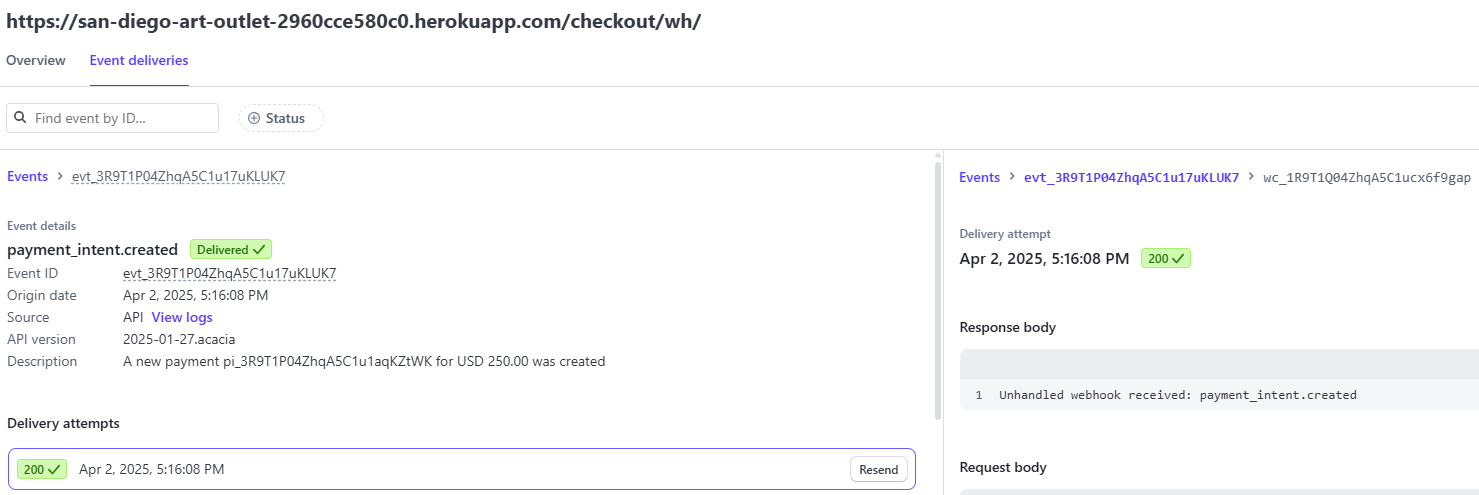 https://san-diego-art-outlet-2960cce580c0.herokuapp.com/checkout/wh/
Overview
Event deliveries
Find event by ID...
Status
Events > evt_3R9T1P04ZhqA5C1u17uKLUK7
Event details
payment_intent.created Delivered ✓
Event ID evt_3R9T1P04ZhqA5C1u17uKLUK7
Origin date Apr 2, 2025, 5:16:08 PM
Source API View logs
API version 2025-01-27.acacia
Description A new payment pi_3R9T1P04ZhqA5C1u1aqKZtWK for USD 250.00 was created
Delivery attempts
200 ✓ Apr 2, 2025, 5:16:08 PM Resend
Events > evt_3R9T1P04ZhqA5C1u17uKLUK7 > wc_1R9T1Q04ZhqA5C1ucx6f9gap
Delivery attempt
Apr 2, 2025, 5:16:08 PM 200 ✓
Response body
1 Unhandled webhook received: payment_intent.created
Request body